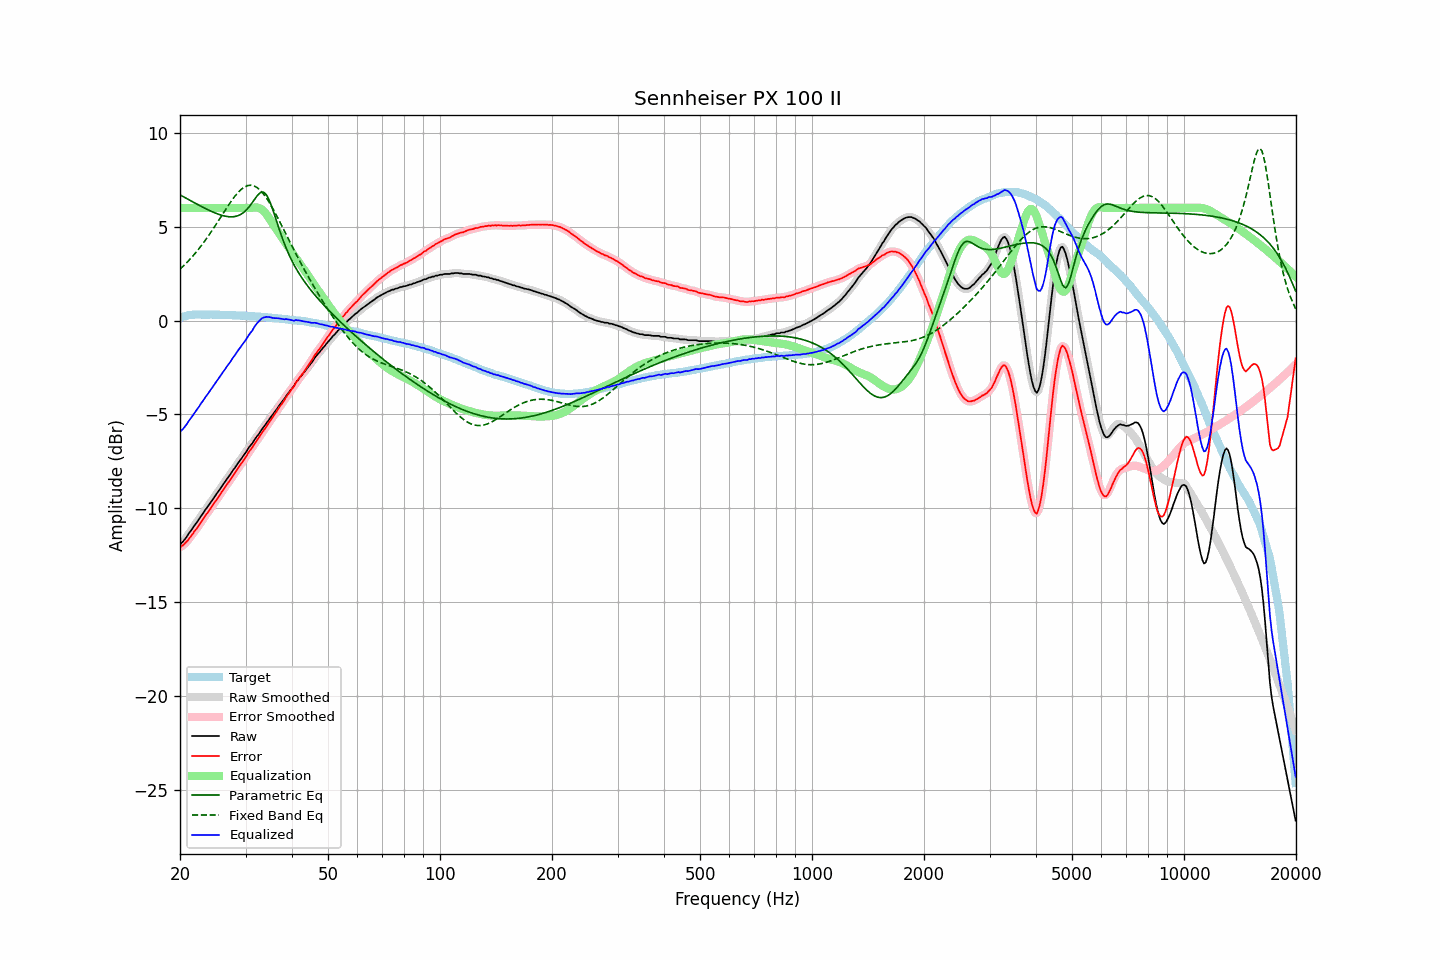 Sennheiser PX 100 II
10
5
0
−5
−10
−15
−20
−25
Amplitude (dBr)
Target
Raw Smoothed
Error Smoothed
Raw
Error
Equalization
Parametric Eq
Fixed Band Eq
Equalized
20 50 100 200 500 1000 2000 5000 10000 20000
Frequency (Hz)